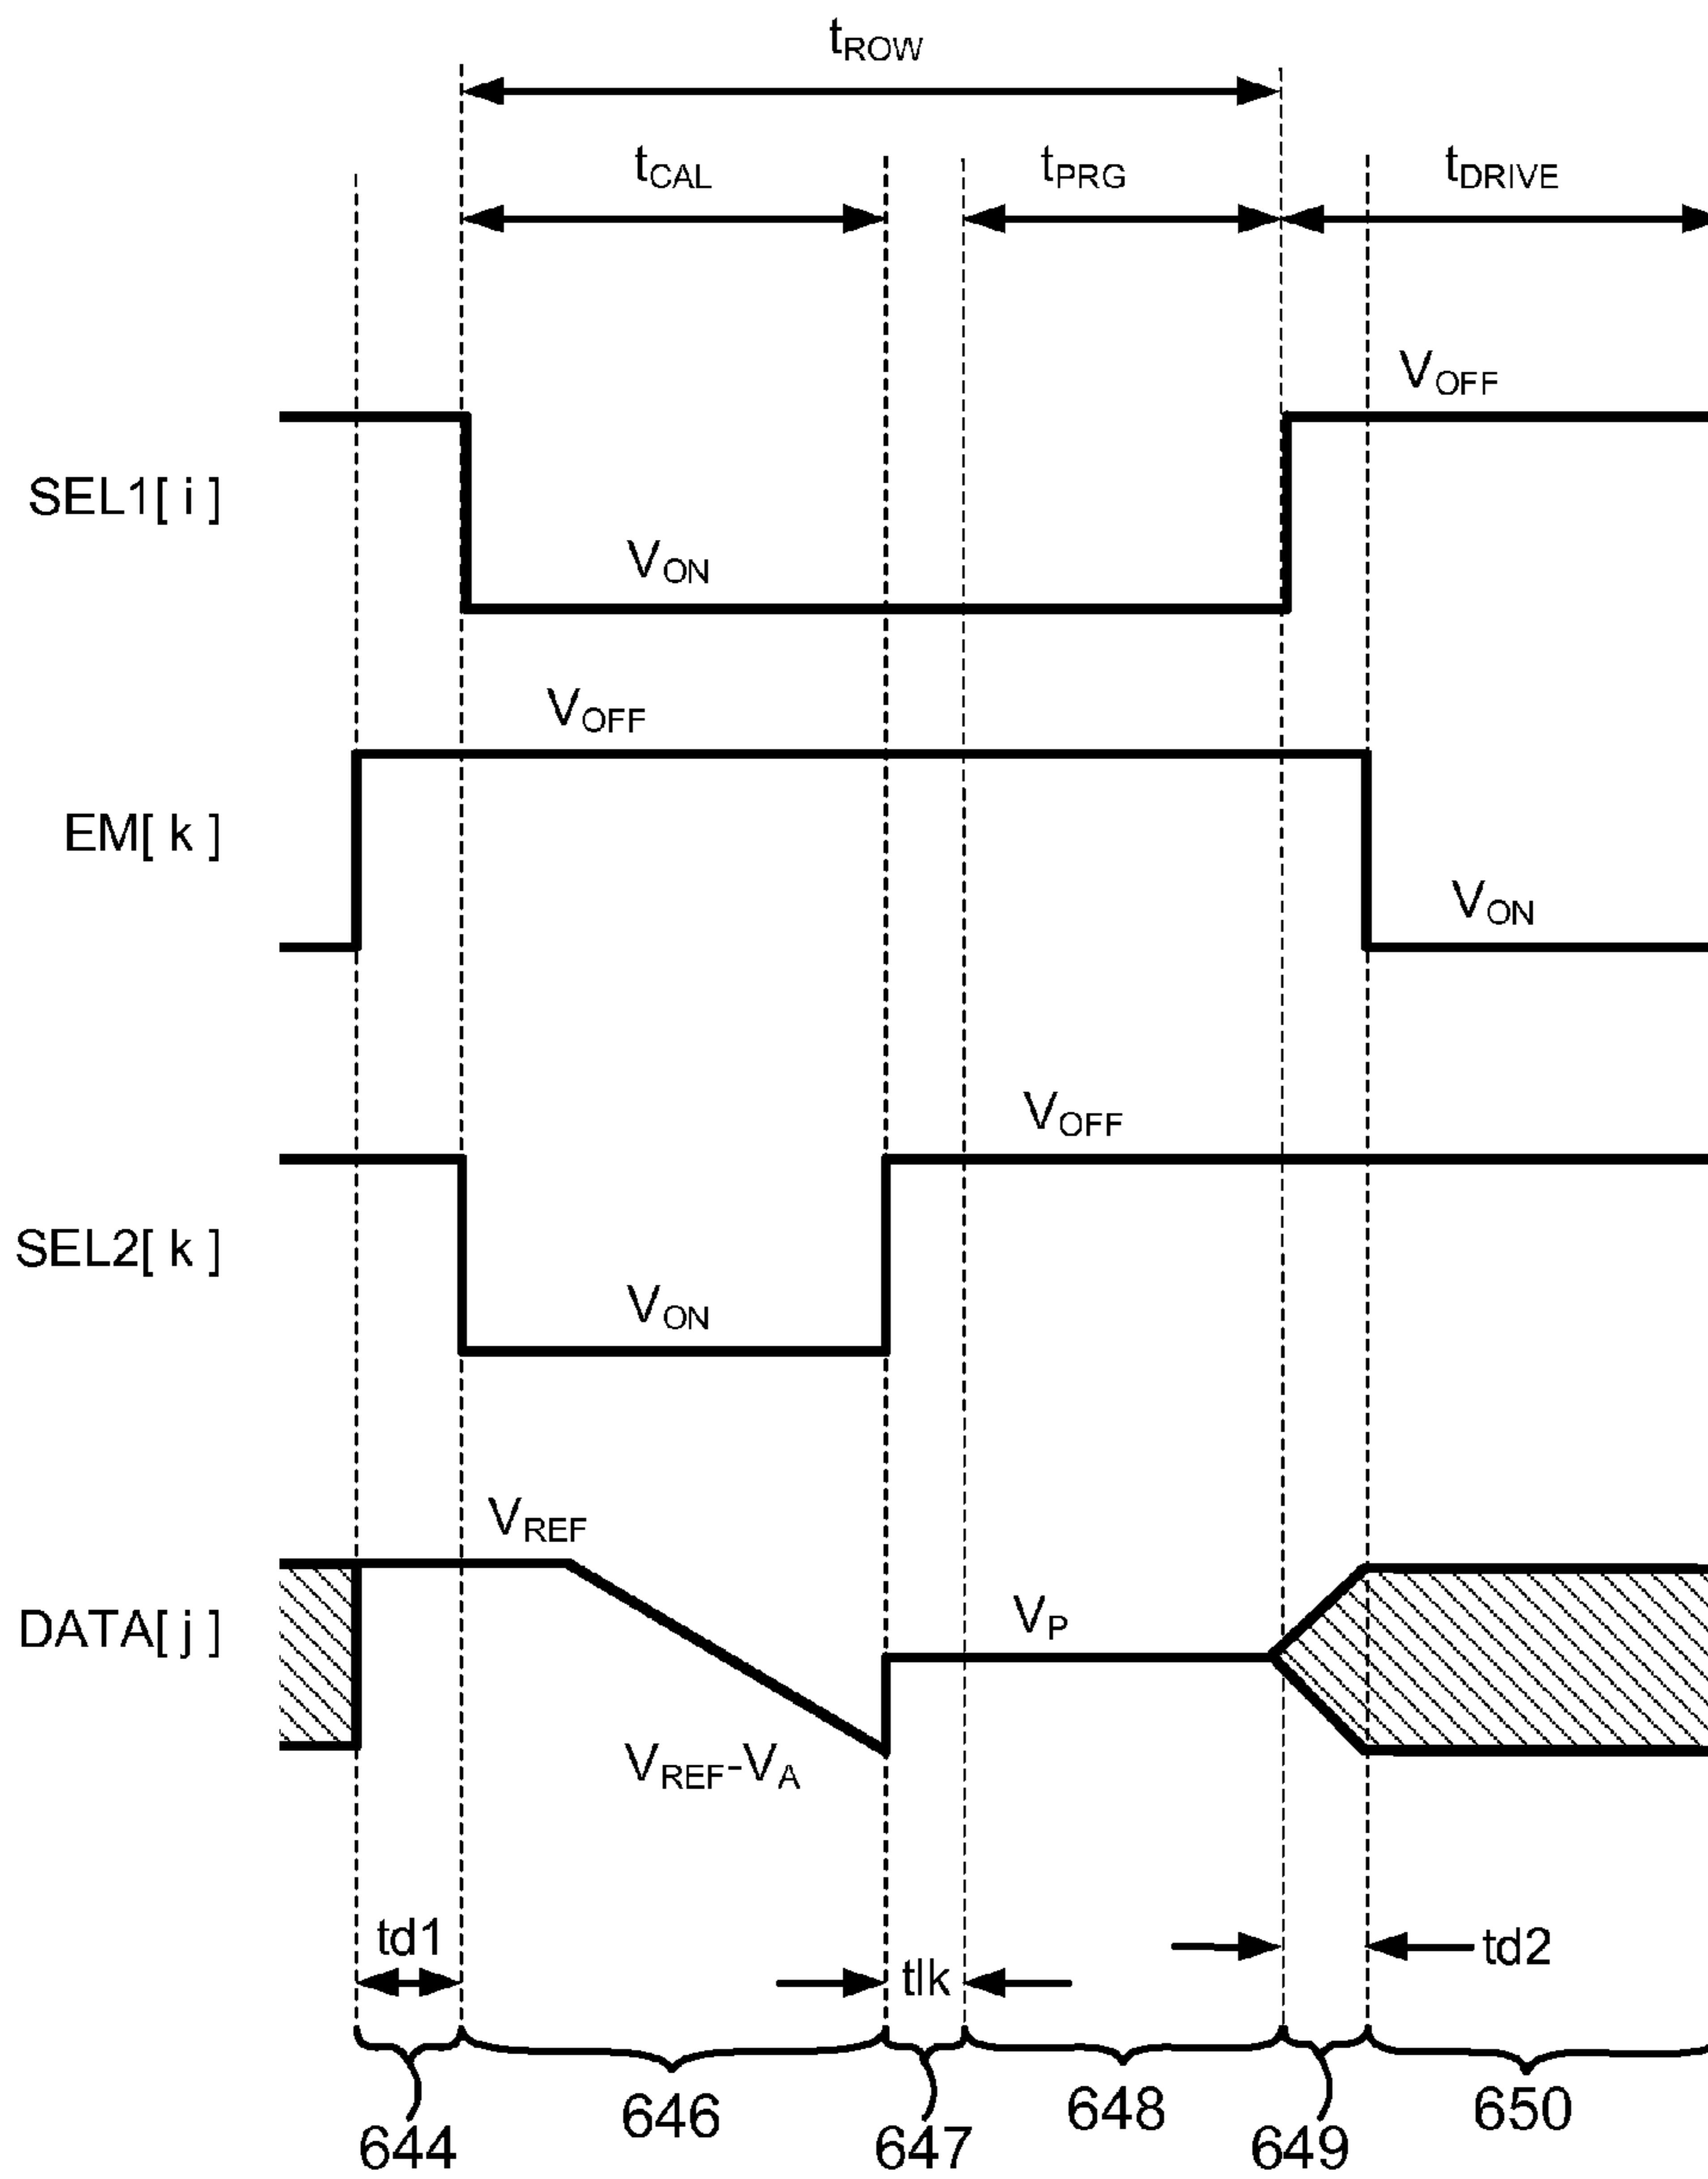 tROW
tCAL tPRG tDRIVE
VOFF
SEL1[ i ]
VON
VOFF
EM[ k ]
VON
VOFF
SEL2[ k ]
VON
VREF
DATA[ j ]
VP
VREF-VA
td1
tlk
td2
644 646 647 648 649 650